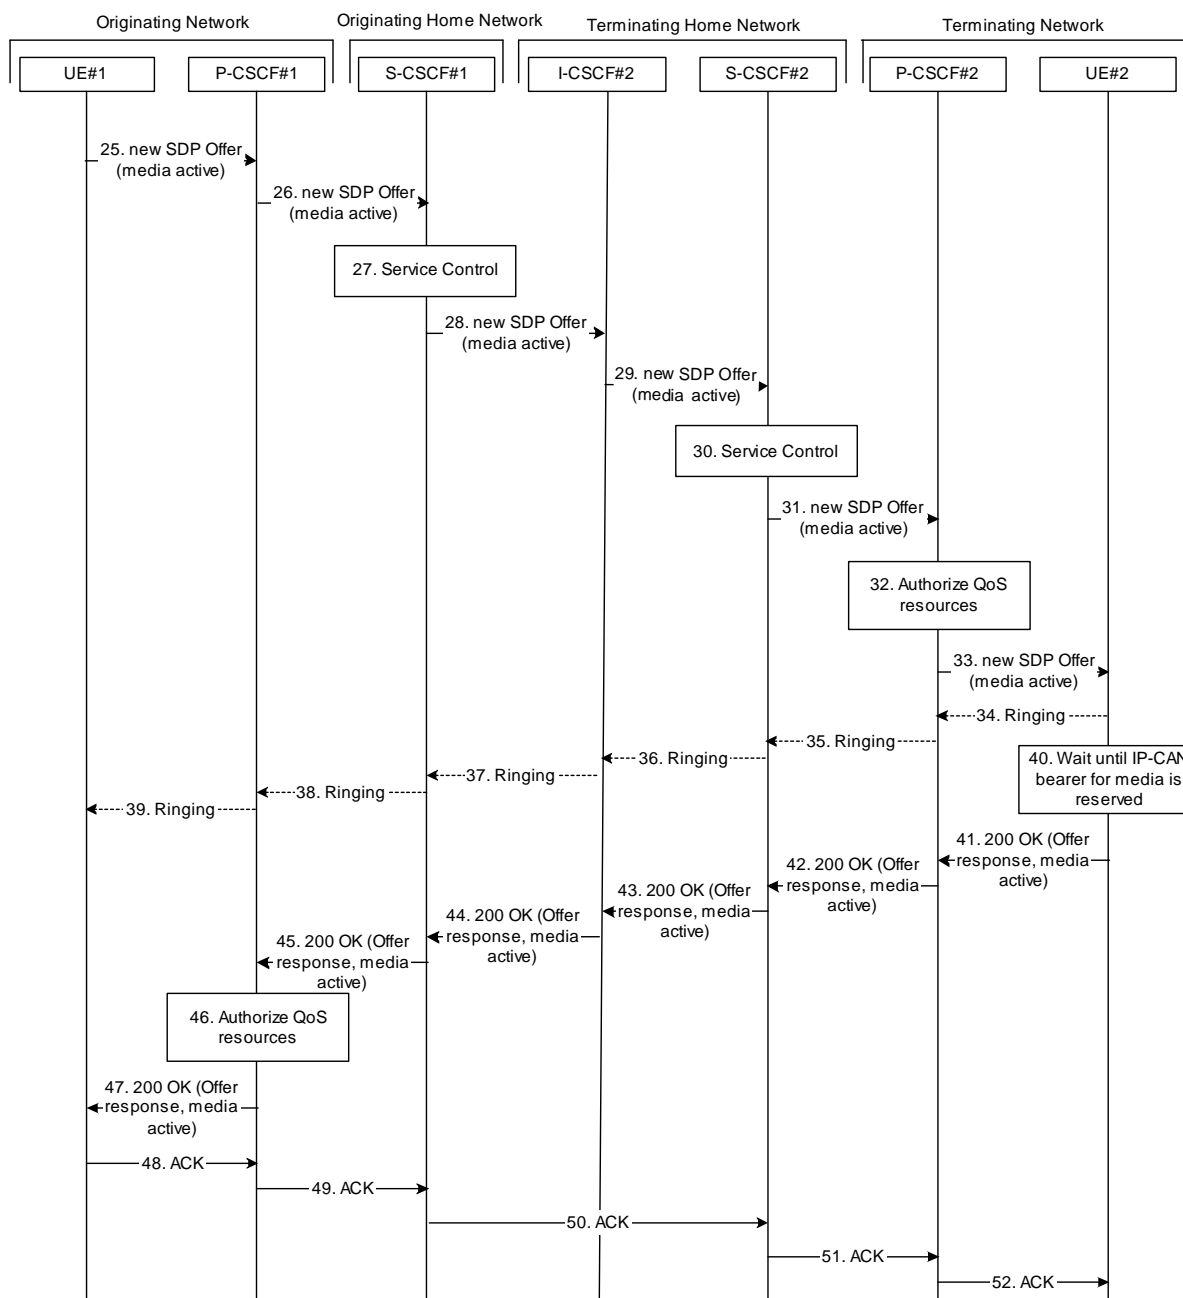 Originating Network
Originating Home Network
Terminating Home Network
Terminating Network
UE#1
P-CSCF#1
S-CSCF#1
I-CSCF#2
S-CSCF#2
P-CSCF#2
UE#2
25. new SDP Offer
(media active)
26. new SDP Offer
(media active)
27. Service Control
28. new SDP Offer
(media active)
29. new SDP Offer
(media active)
30. Service Control
31. new SDP Offer
(media active)
32. Authorize QoS
resources
33. new SDP Offer
(media active)
34. Ringing
35. Ringing
36. Ringing
37. Ringing
38. Ringing
39. Ringing
40. Wait until IP-CAN
bearer for media is
reserved
41. 200 OK (Offer
response, media
active)
42. 200 OK (Offer
response, media
active)
43. 200 OK (Offer
response, media
active)
44. 200 OK (Offer
response, media
active)
45. 200 OK (Offer
response, media
active)
46. Authorize QoS
resources
47. 200 OK (Offer
response, media
active)
48. ACK
49. ACK
50. ACK
51. ACK
52. ACK